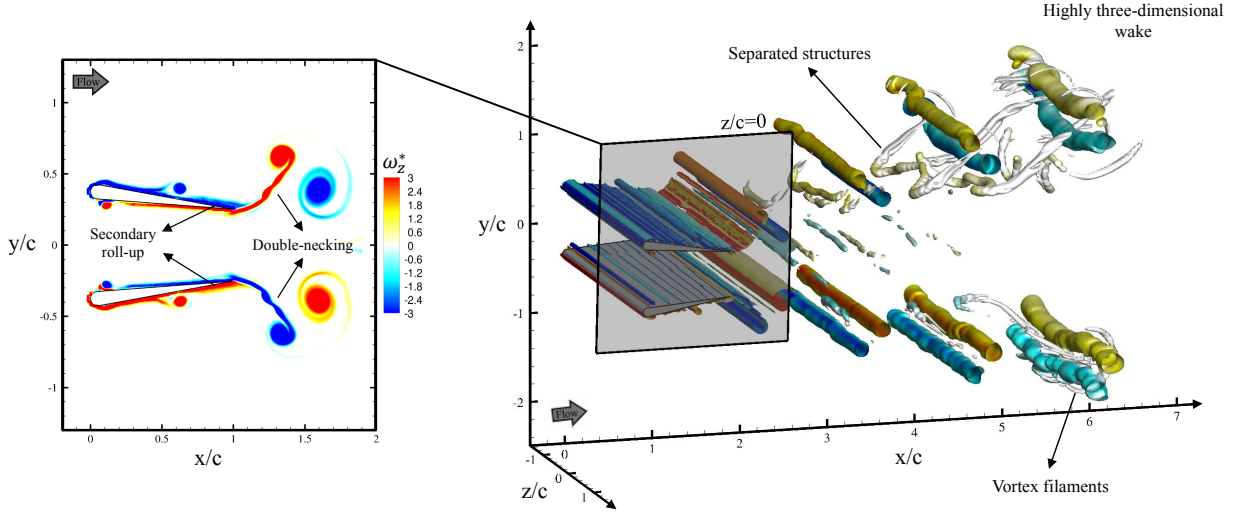 Flow
1
0.5
0
-0.5
-1
y/c
0
0.5
1
1.5
2
x/c
Secondary
roll-up
Double-necking
ω*z
3
2.4
1.8
1.2
0.6
0
-0.6
-1.2
-1.8
-2.4
-3
Highly three-dimensional
wake
Separated structures
z/c=0
2
1
0
-1
-2
y/c
Flow
-1
0
1
z/c
0
1
2
3
4
5
6
7
x/c
Vortex filaments